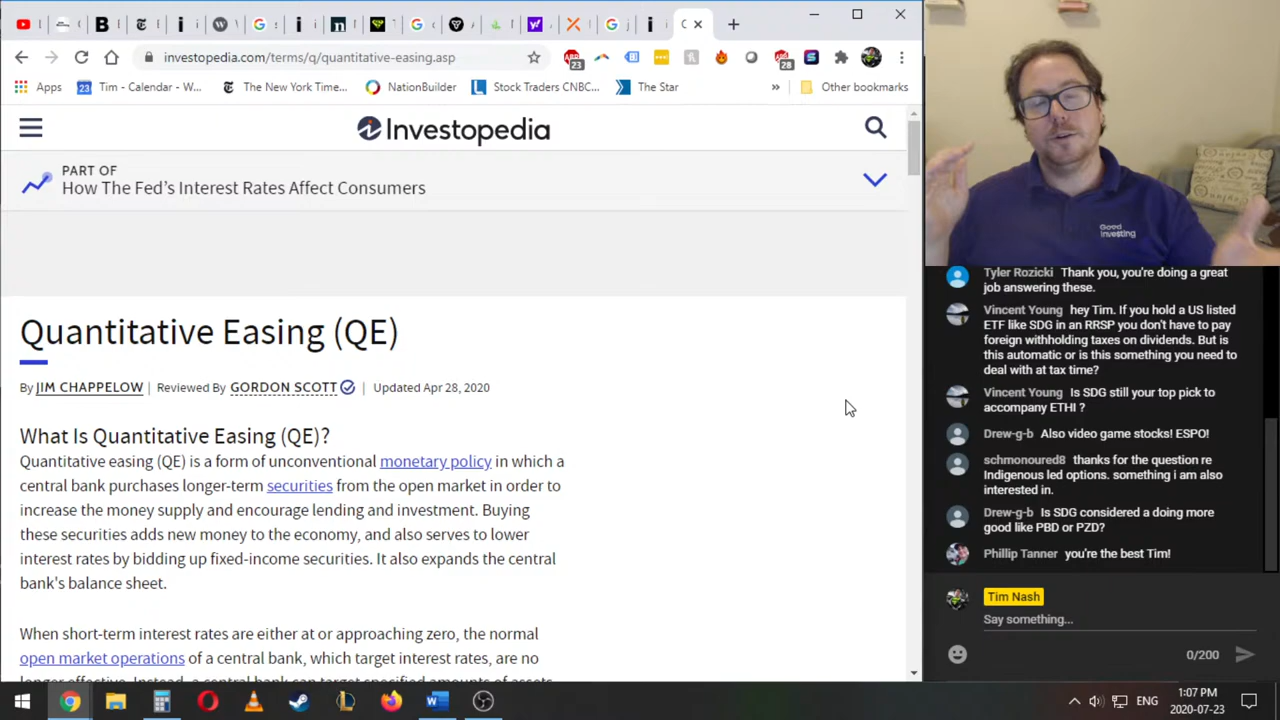 investopedia.com/terms/q/quantitative-easing.asp
23
28
Apps
23 Tim - Calendar - W...
The New York Time...
NationBuilder
Stock Traders CNBC...
The Star
» Other bookmarks
Investopedia
PART OF
How The Fed's Interest Rates Affect Consumers
Quantitative Easing (QE)
By JIM CHAPPELOW | Reviewed By GORDON SCOTT | Updated Apr 28, 2020
What Is Quantitative Easing (QE)?
Quantitative easing (QE) is a form of unconventional monetary policy in which a
central bank purchases longer-term securities from the open market in order to
increase the money supply and encourage lending and investment. Buying
these securities adds new money to the economy, and also serves to lower
interest rates by bidding up fixed-income securities. It also expands the central
bank's balance sheet.
When short-term interest rates are either at or approaching zero, the normal
open market operations of a central bank, which target interest rates, are no
Good
Investing
Tyler Rozicki Thank you, you're doing a great
job answering these.
Vincent Young hey Tim. If you hold a US listed
ETF like SDG in an RRSP you don't have to pay
foreign withholding taxes on dividends. But is
this automatic or is this something you need to
deal with at tax time?
Vincent Young Is SDG still your top pick to
accompany ETHI ?
Drew-g-b Also video game stocks! ESPO!
schmonoured8 thanks for the question re
Indigenous led options. something i am also
interested in.
Drew-g-b Is SDG considered a doing more
good like PBD or PZD?
Phillip Tanner you're the best Tim!
Tim Nash
Say something...
0/200
ENG
1:07 PM
2020-07-23